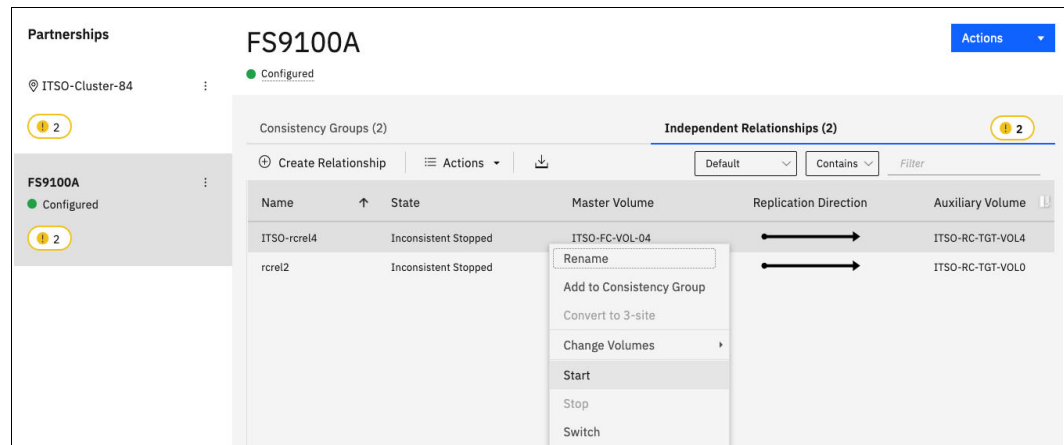 Partnerships
ITSO-Cluster-84
2
FS9100A
Configured
2
FS9100A
Configured
Actions
Consistency Groups (2)
Independent Relationships (2)
2
Create Relationship
Actions
Default
Contains
Filter
Name State Master Volume Replication Direction Auxiliary Volume
ITSO-rcrel4 Inconsistent Stopped ITSO-FC-VOL-04 ITSO-RC-TGT-VOL4
rcrel2 Inconsistent Stopped ITSO-RC-TGT-VOL0
Rename
Add to Consistency Group
Convert to 3-site
Change Volumes
Start
Stop
Switch